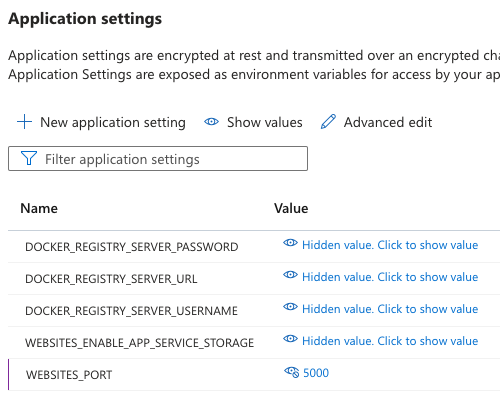 Application settings
Application settings are encrypted at rest and transmitted over an encrypted cha
Application Settings are exposed as environment variables for access by your ap
New application setting Show values Advanced edit
Filter application settings
Name Value
DOCKER_REGISTRY_SERVER_PASSWORD Hidden value. Click to show value
DOCKER_REGISTRY_SERVER_URL Hidden value. Click to show value
DOCKER_REGISTRY_SERVER_USERNAME Hidden value. Click to show value
WEBSITES_ENABLE_APP_SERVICE_STORAGE Hidden value. Click to show value
WEBSITES_PORT 5000